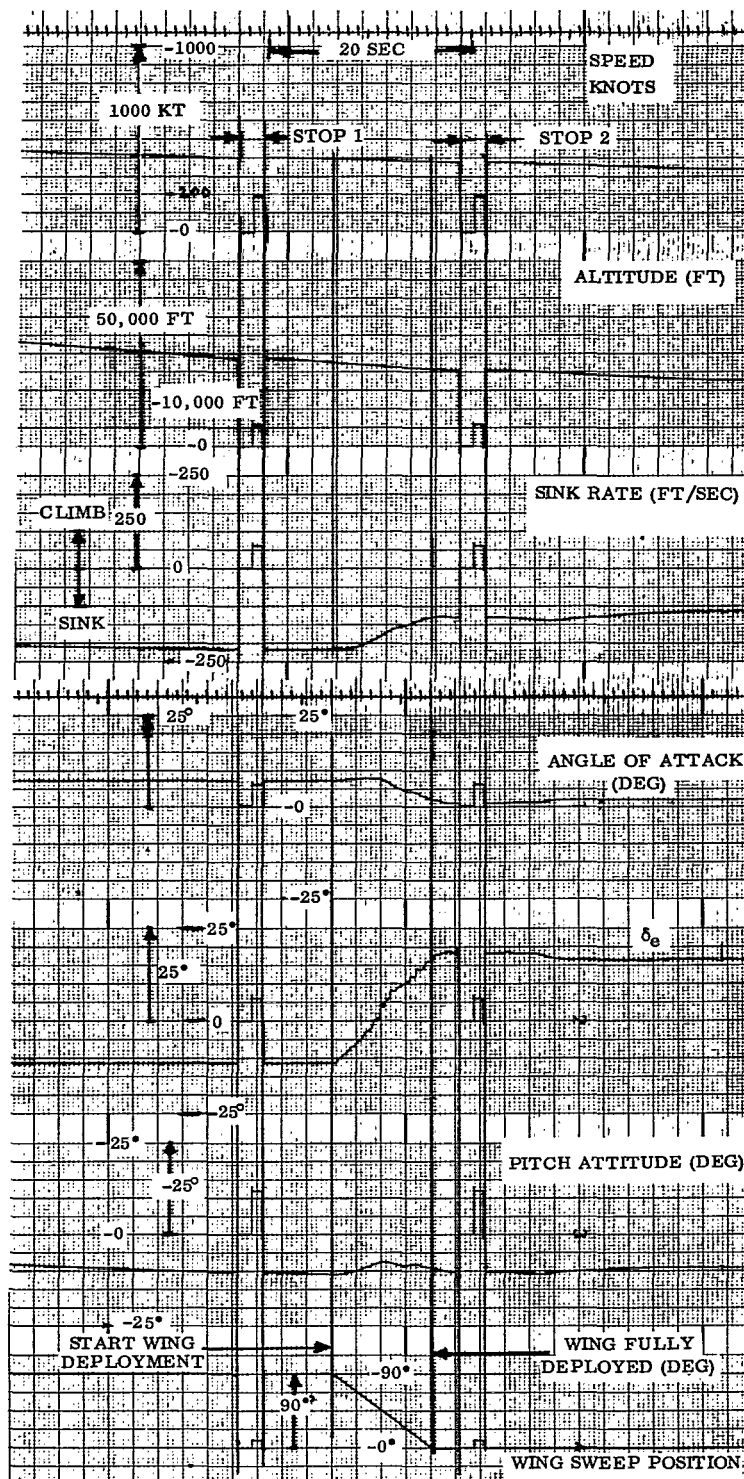 -1000
20 SEC
SPEED
KNOTS
1000 KT
STOP 1
STOP 2
-0
ALTITUDE (FT)
50,000 FT
-10,000 FT
-0
-250
SINK RATE (FT/SEC)
CLIMB
250
0
SINK
-250
25°
25°
ANGLE OF ATTACK
(DEG)
-0
-25°
25°
δe
25°
0
-25°
-25°
PITCH ATTITUDE (DEG)
-25°
-0
-25°
START WING
DEPLOYMENT
WING FULLY
DEPLOYED (DEG)
-90°
90°
-0°
WING SWEEP POSITION